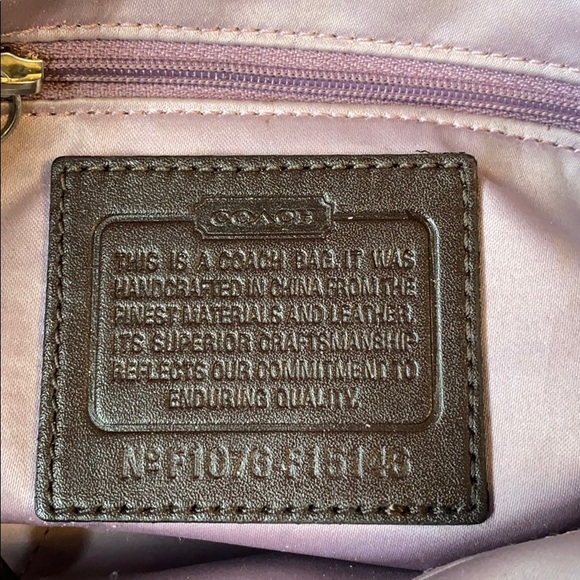 COACH
THIS IS A COACH BAG. IT WAS
HANDCRAFTED IN CHINA FROM THE
FINEST MATERIALS AND LEATHER.
ITS SUPERIOR CRAFTSMANSHIP
REFLECTS OUR COMMITMENT TO
ENDURING QUALITY.
No F1076-F15146